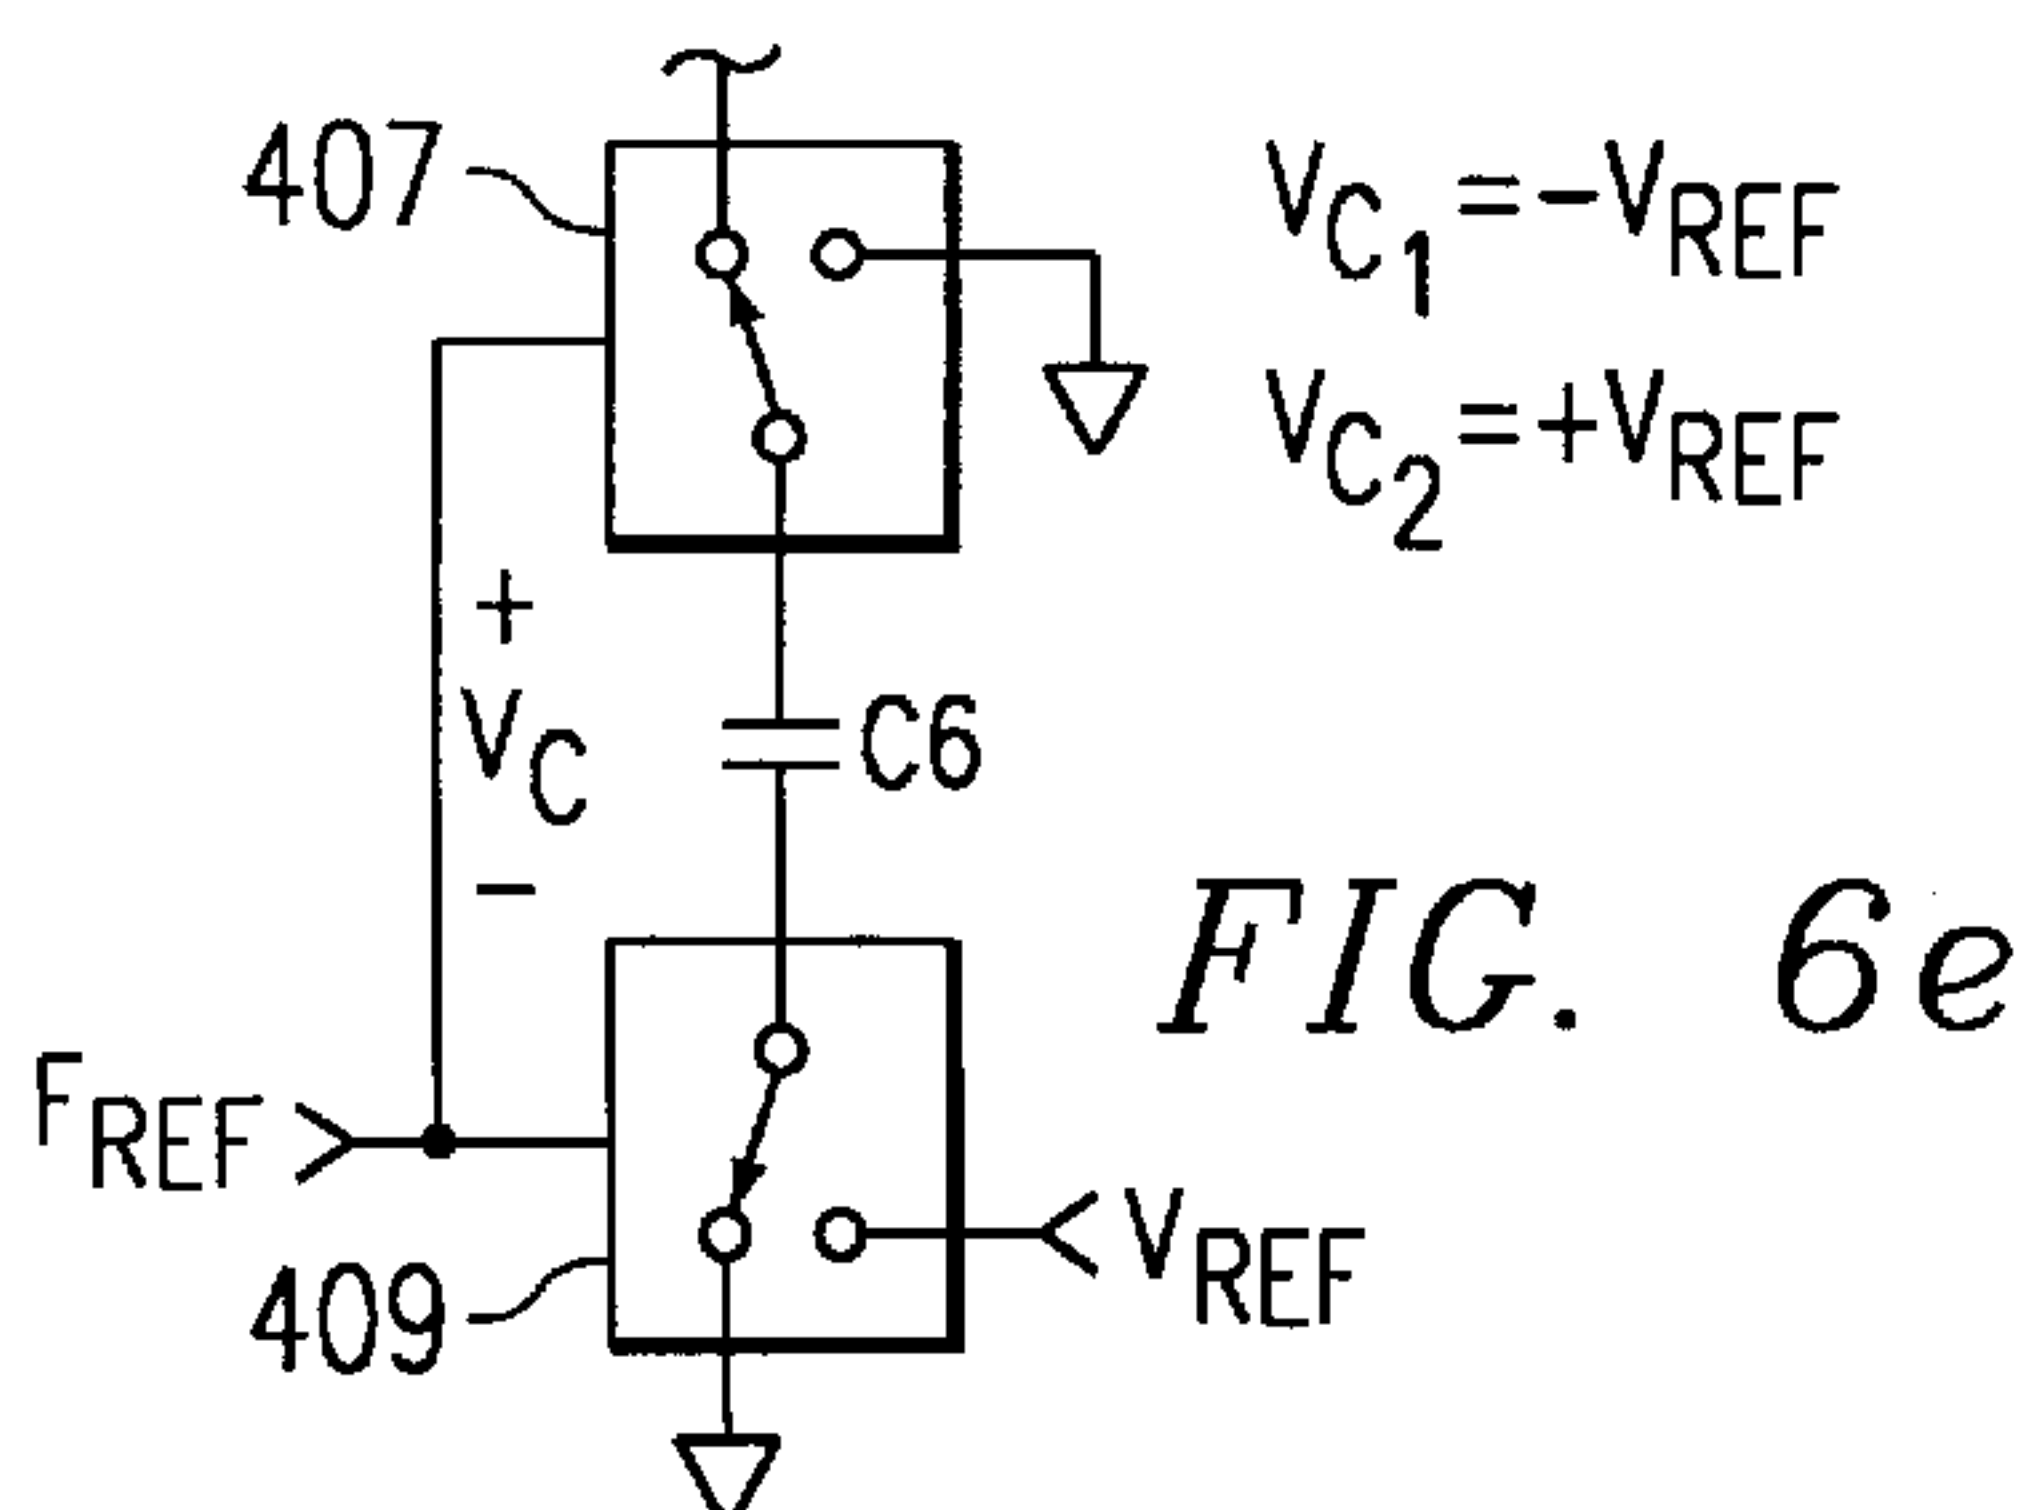 407
V_C1 = -V_REF
V_C2 = +V_REF
+
V_C
-
C6
FIG. 6e
F_REF
V_REF
409